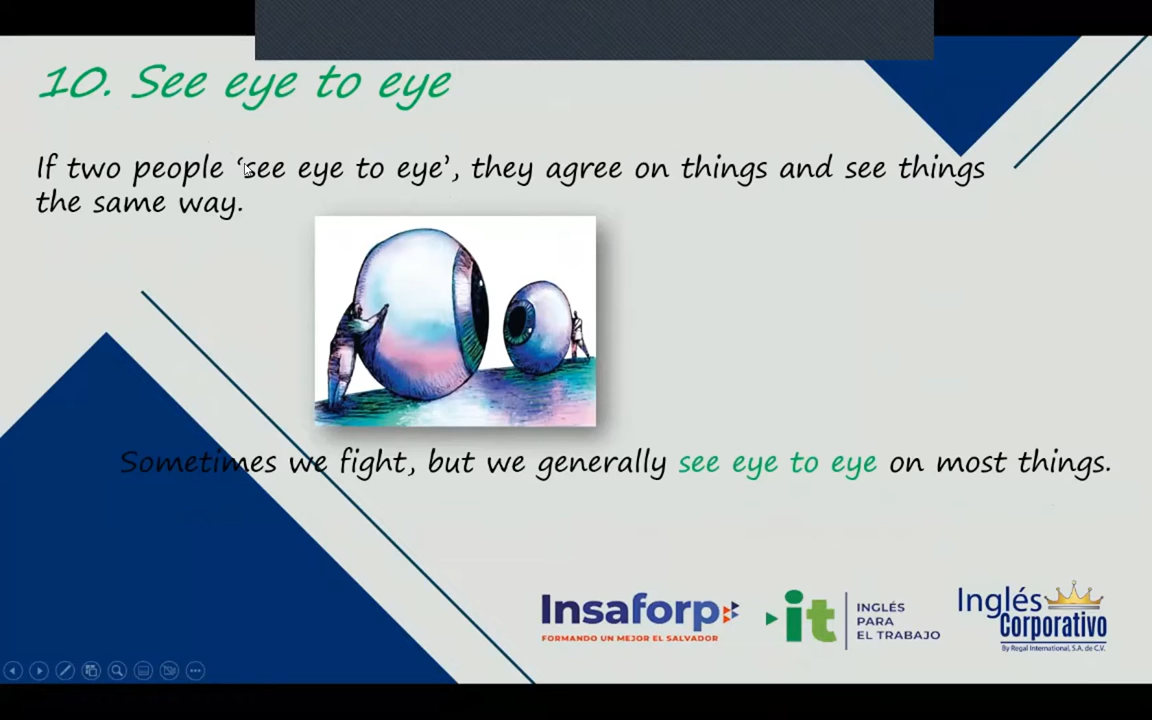 10. See eye to eye
If two people ‘see eye to eye’, they agree on things and see things
the same way.
Sometimes we fight, but we generally see eye to eye on most things.
Insaforp
FORMANDO UN MEJOR EL SALVADOR
it
INGLÉS
PARA
EL TRABAJO
Inglés
Corporativo
By Regal International, S.A. de C.V.